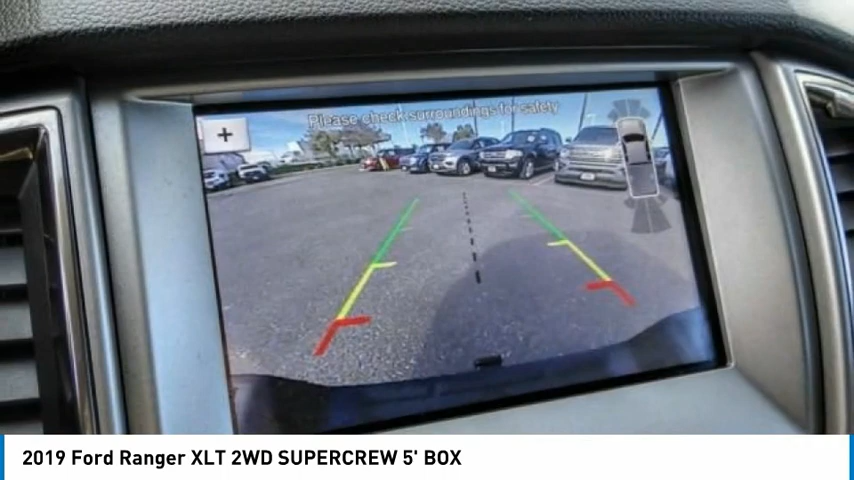 Please check surroundings for safety
+
2019 Ford Ranger XLT 2WD SUPERCREW 5' BOX